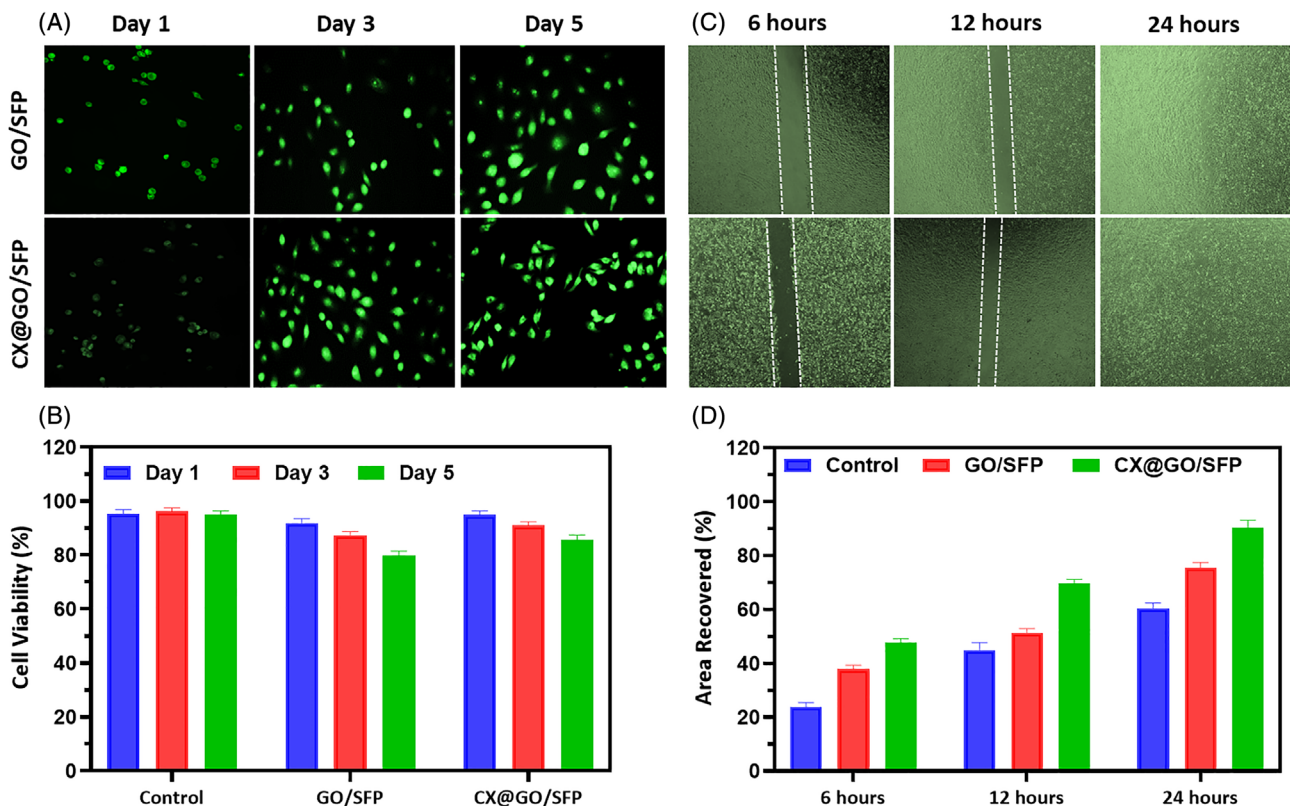 (A) Day 1 Day 3 Day 5
GO/SFP
CX@GO/SFP
(C) 6 hours 12 hours 24 hours
(B)
120
100
80
60
40
20
0
Cell Viability (%)
Day 1 Day 3 Day 5
Control GO/SFP CX@GO/SFP
(D)
120
100
80
60
40
20
0
Area Recovered (%)
Control GO/SFP CX@GO/SFP
6 hours 12 hours 24 hours